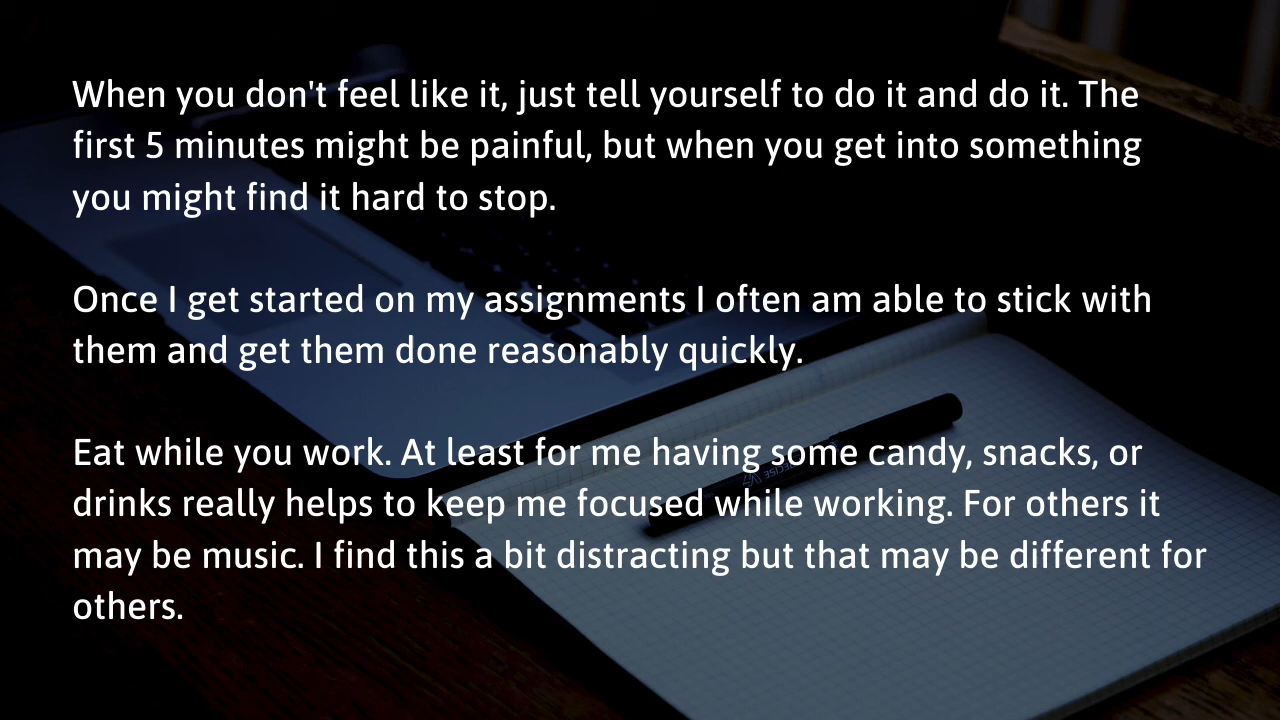 When you don't feel like it, just tell yourself to do it and do it. The
first 5 minutes might be painful, but when you get into something
you might find it hard to stop.
Once I get started on my assignments I often am able to stick with
them and get them done reasonably quickly.
Eat while you work. At least for me having some candy, snacks, or
drinks really helps to keep me focused while working. For others it
may be music. I find this a bit distracting but that may be different for
others.